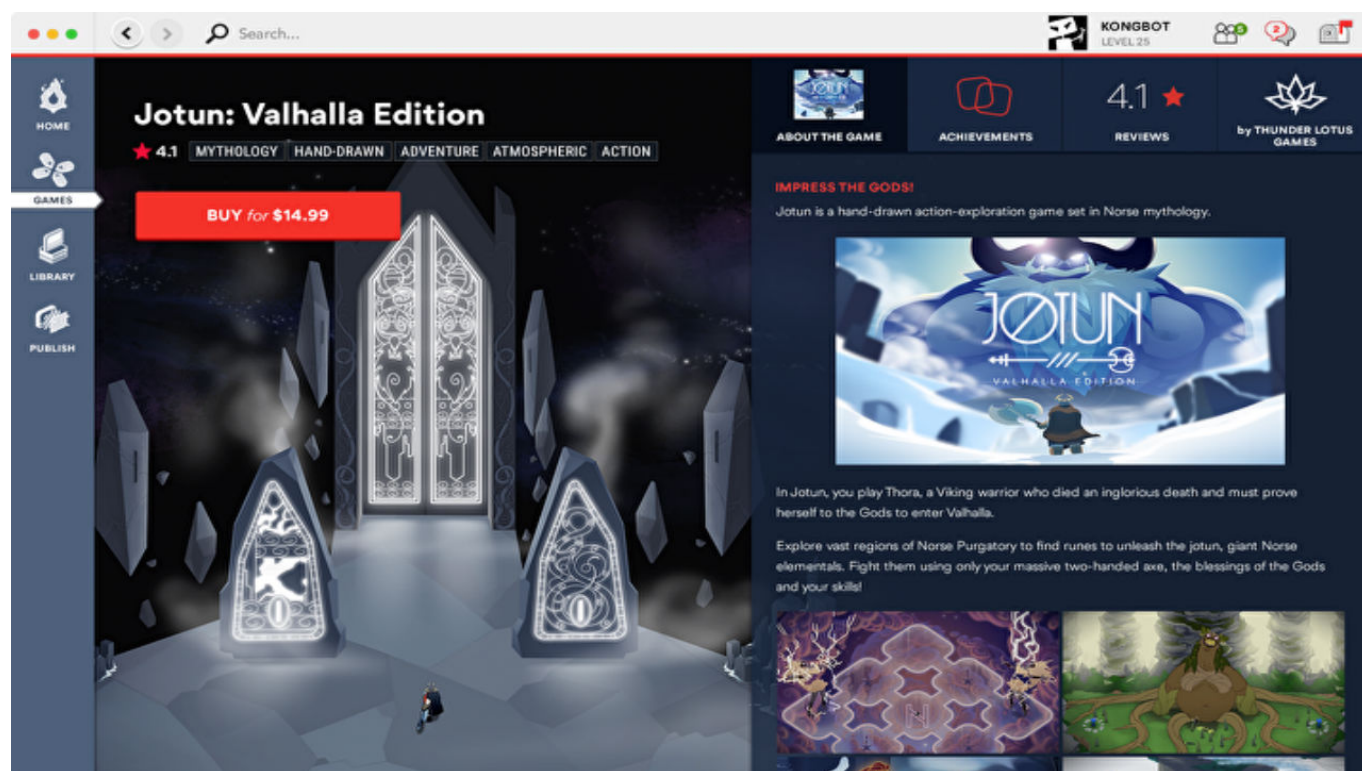 Search...
KONGBOT
LEVEL 25
5
2
HOME
GAMES
LIBRARY
PUBLISH
Jotun: Valhalla Edition
4.1 MYTHOLOGY HAND-DRAWN ADVENTURE ATMOSPHERIC ACTION
BUY for $14.99
ABOUT THE GAME
ACHIEVEMENTS
4.1
REVIEWS
by THUNDER LOTUS
GAMES
IMPRESS THE GODS!
Jotun is a hand-drawn action-exploration game set in Norse mythology.
JØTUN
VALHALLA EDITION
In Jotun, you play Thora, a Viking warrior who died an inglorious death and must prove
herself to the Gods to enter Valhalla.
Explore vast regions of Norse Purgatory to find runes to unleash the jotun, giant Norse
elementals. Fight them using only your massive two-handed axe, the blessings of the Gods
and your skills!